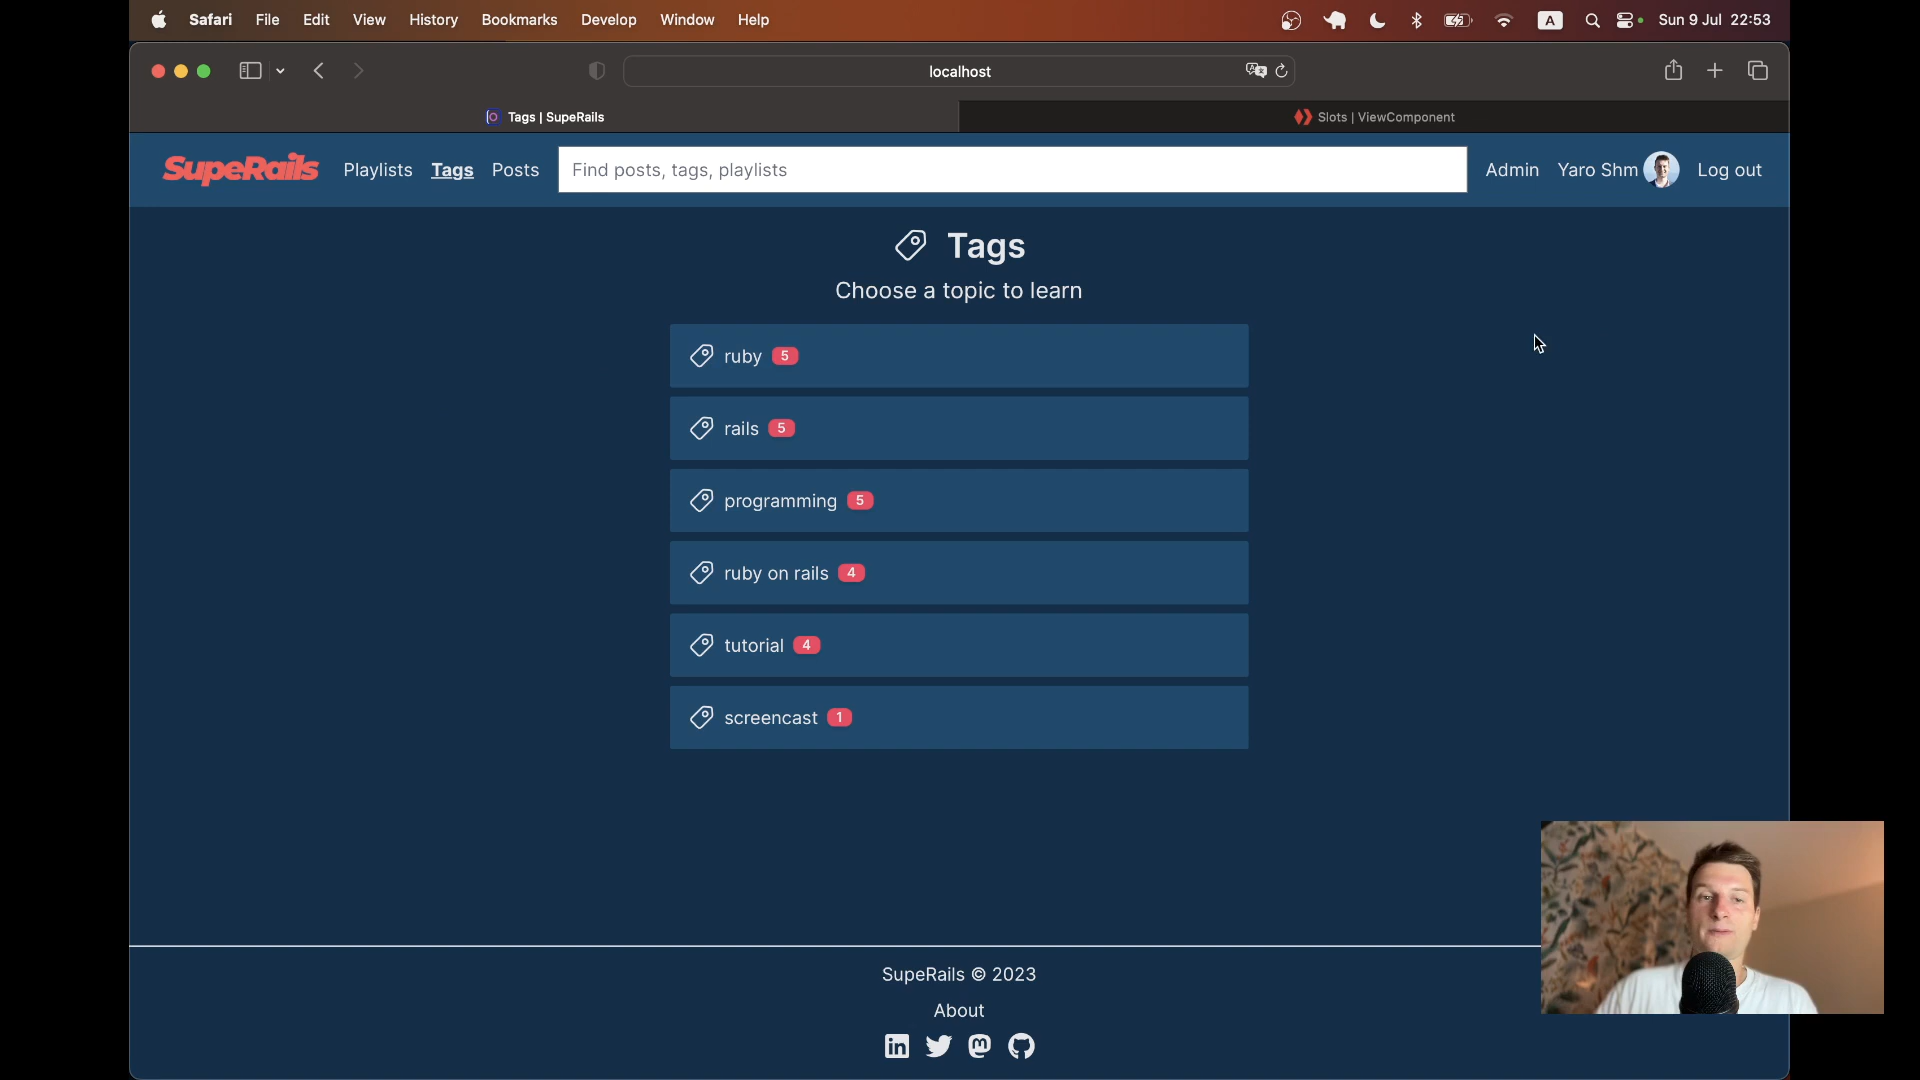 Safari File Edit View History Bookmarks Develop Window Help A Sun 9 Jul 22:53
localhost
Tags | SupeRails Slots | ViewComponent
SupeRails Playlists Tags Posts Find posts, tags, playlists Admin Yaro Shm Log out
Tags
Choose a topic to learn
ruby 5
rails 5
programming 5
ruby on rails 4
tutorial 4
screencast 1
SupeRails © 2023
About